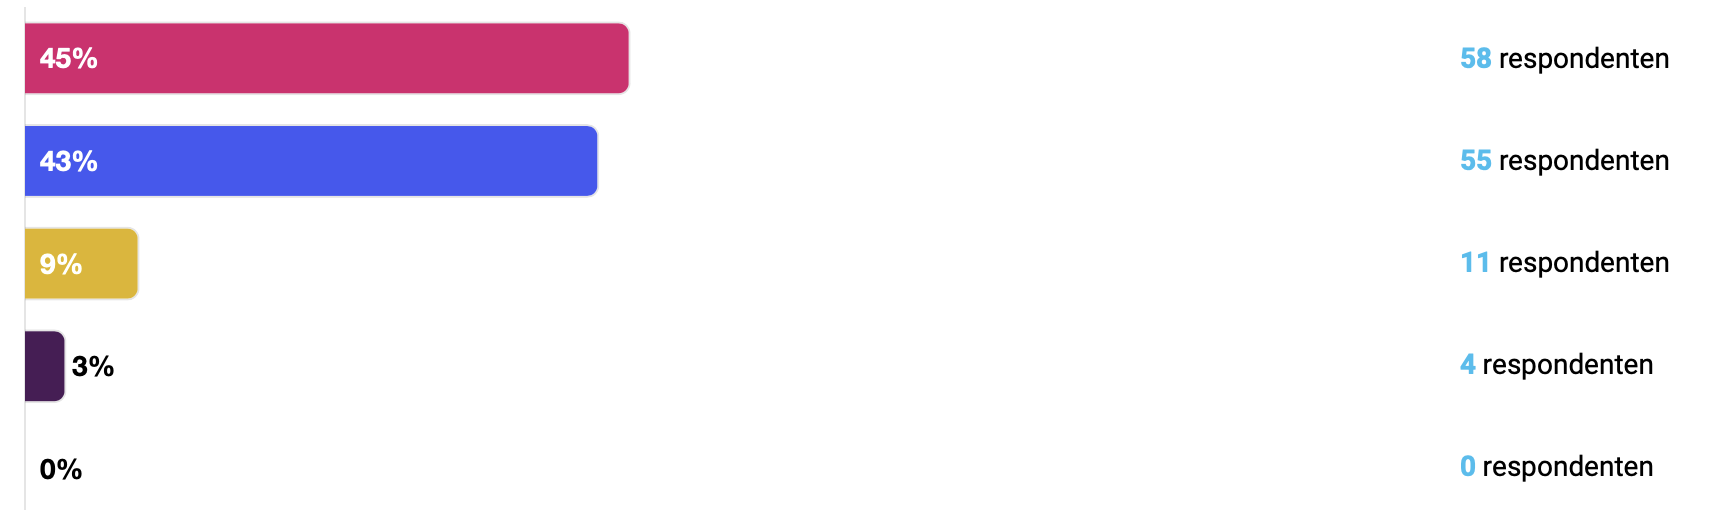 45% 58 respondenten
43% 55 respondenten
9% 11 respondenten
3% 4 respondenten
0% 0 respondenten